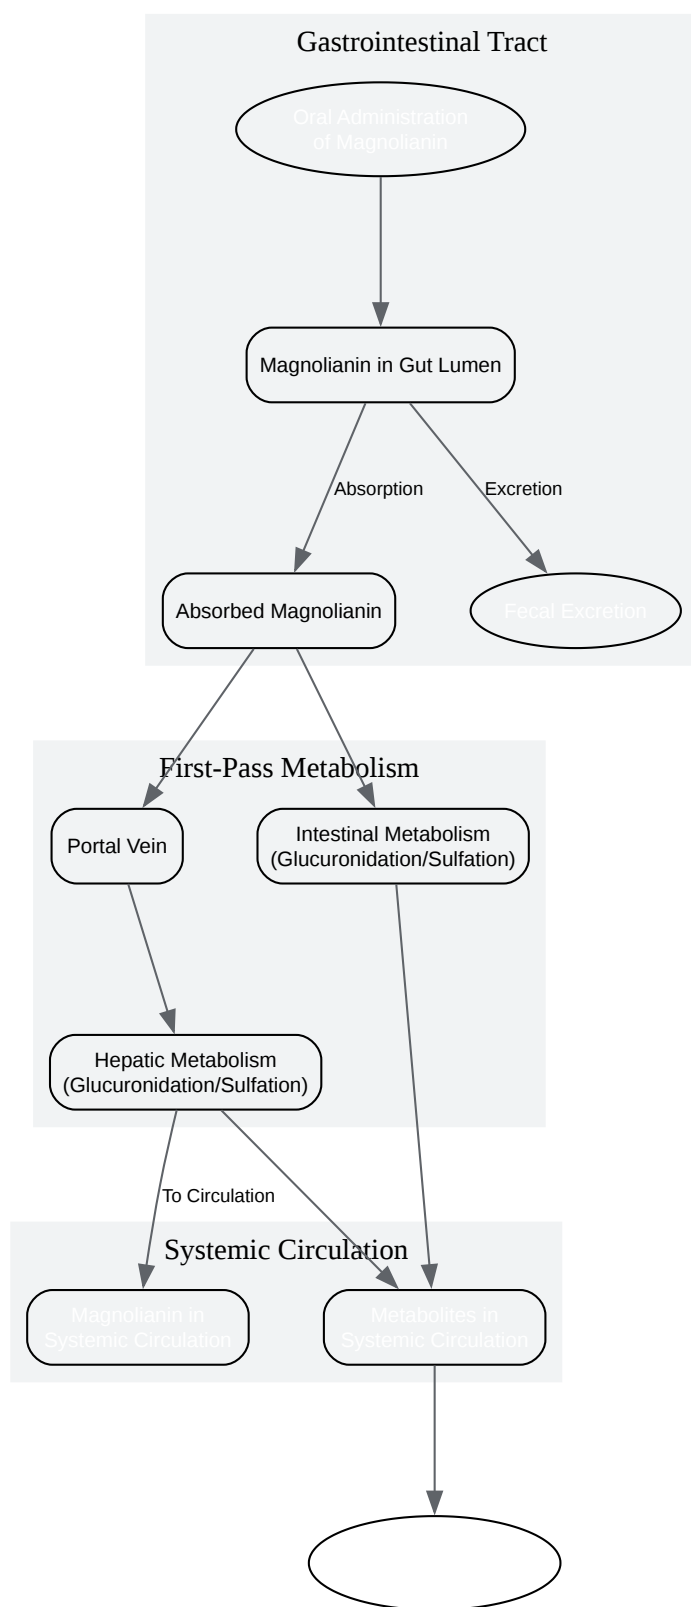 Gastrointestinal Tract
Oral Administration
of Magnolianin
Magnolianin in Gut Lumen
Absorption
Excretion
Absorbed Magnolianin
Fecal Excretion
First-Pass Metabolism
Portal Vein
Intestinal Metabolism
(Glucuronidation/Sulfation)
Hepatic Metabolism
(Glucuronidation/Sulfation)
To Circulation
Systemic Circulation
Magnolianin in
Systemic Circulation
Metabolites in
Systemic Circulation